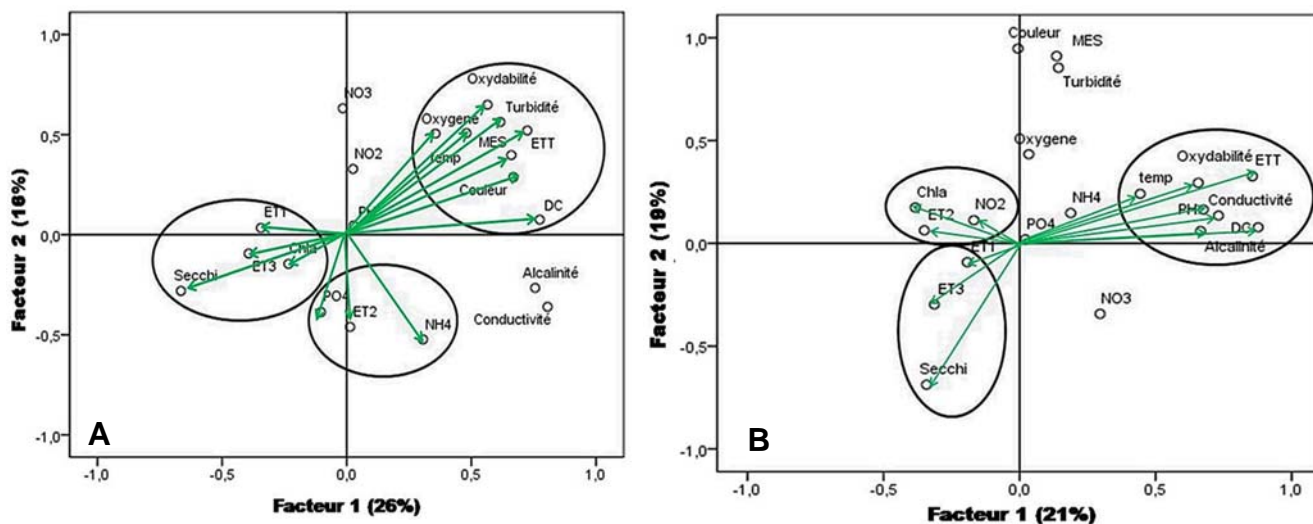 1,0
0,5
0,0
-0,5
-1,0
Facteur 2 (16%)
NO3
NO2
Oxydabilité
Oxygene
Turbidité
MES
ETT
temp
Couleur
DC
ET1
Chla
ET3
Secchi
PO4
ET2
NH4
Alcalinité
Conductivité
A
-1,0
-0,5
0,0
0,5
1,0
Facteur 1 (26%)
1,0
0,5
0,0
-0,5
-1,0
Facteur 2 (19%)
Couleur
MES
Turbidité
Oxygene
Oxydabilité
ETT
temp
Chla
NO2
NH4
PH
Conductivité
ET2
PO4
DC
ET1
Alcalinité
ET3
NO3
Secchi
B
-1,0
-0,5
0,0
0,5
1,0
Facteur 1 (21%)